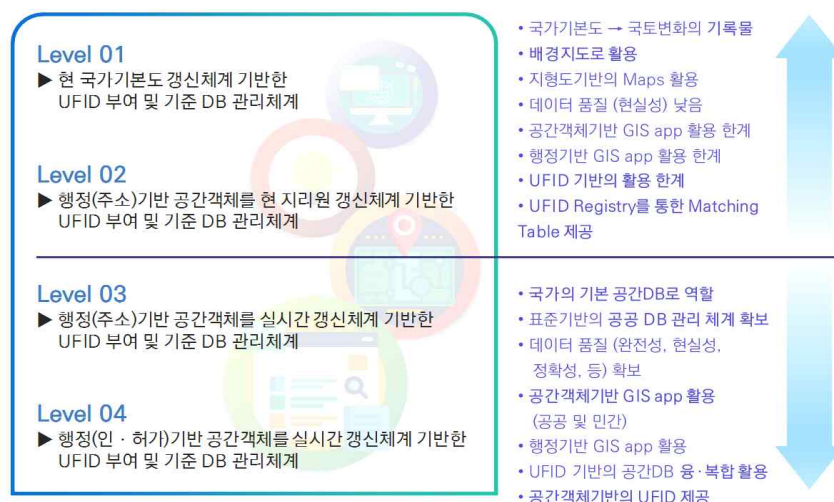 Level 01
▶ 현 국가기본도 갱신체계 기반한
UFID 부여 및 기준 DB 관리체계
Level 02
▶ 행정(주소)기반 공간객체를 현 지리원 갱신체계 기반한
UFID 부여 및 기준 DB 관리체계
• 국가기본도 → 국토변화의 기록물
• 배경지도로 활용
• 지형도기반의 Maps 활용
• 데이터 품질 (현실성) 낮음
• 공간객체기반 GIS app 활용 한계
• 행정기반 GIS app 활용 한계
• UFID 기반의 활용 한계
• UFID Registry를 통한 Matching
Table 제공
Level 03
▶ 행정(주소)기반 공간객체를 실시간 갱신체계 기반한
UFID 부여 및 기준 DB 관리체계
Level 04
▶ 행정(인·허가)기반 공간객체를 실시간 갱신체계 기반한
UFID 부여 및 기준 DB 관리체계
• 국가의 기본 공간DB로 역할
• 표준기반의 공공 DB 관리 체계 확보
• 데이터 품질 (완전성, 현실성,
정확성, 등) 확보
• 공간객체기반 GIS app 활용
(공공 및 민간)
• 행정기반 GIS app 활용
• UFID 기반의 공간DB 융·복합 활용
• 공간객체기반의 UFID 제공